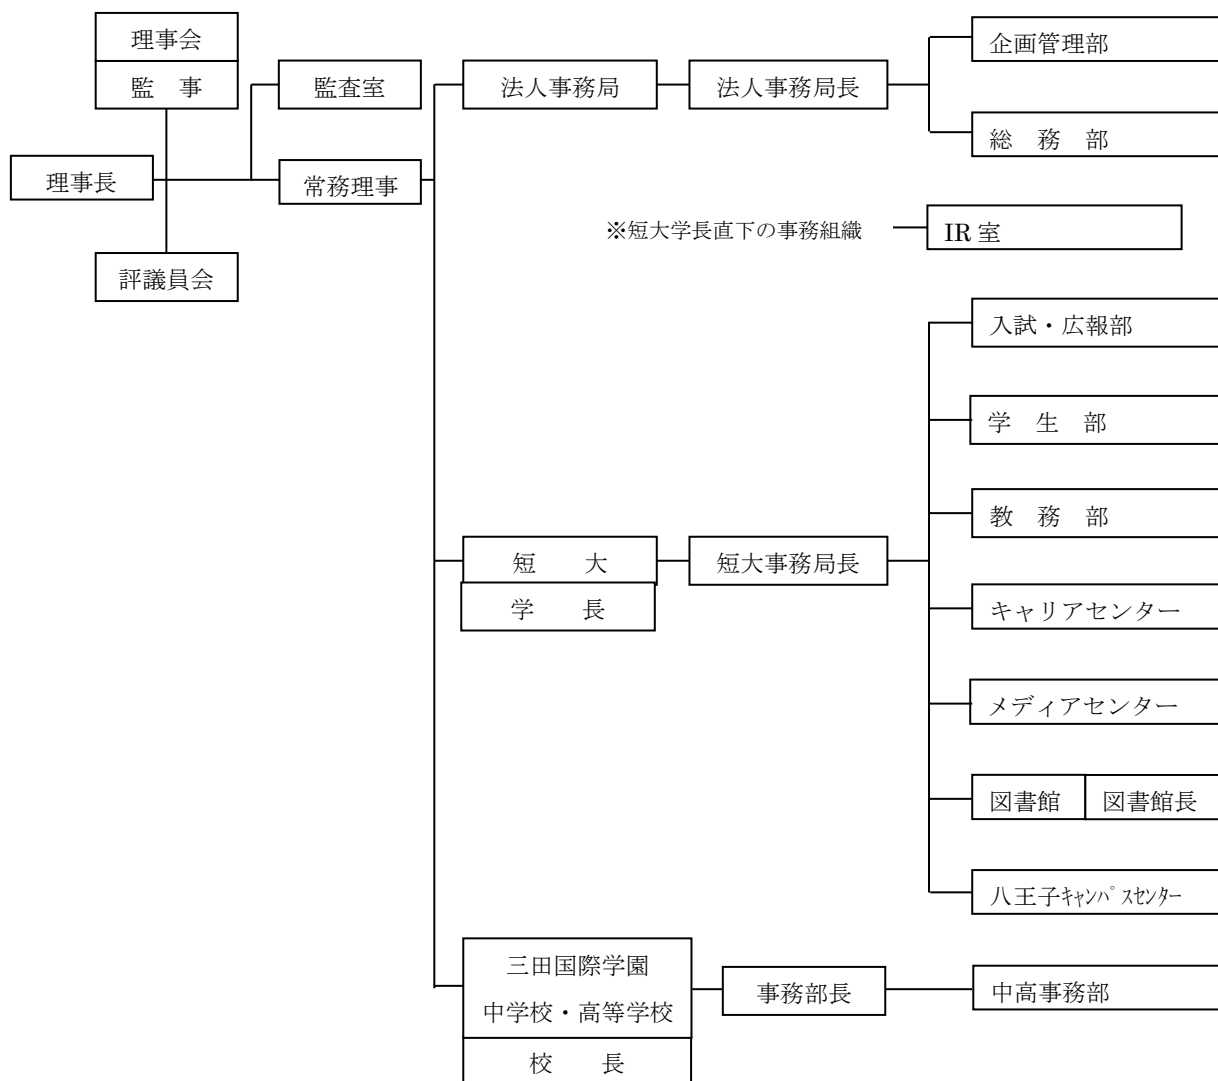 理事会
監　事
理事長
評議員会
監査室
常務理事
法人事務局
法人事務局長
企画管理部
総　務　部
※短大学長直下の事務組織
IR 室
短　　大
学　　長
短大事務局長
入試・広報部
学　生　部
教　務　部
キャリアセンター
メディアセンター
図書館
図書館長
八王子ｷｬﾝﾊﾟｽｾﾝﾀｰ
三田国際学園
中学校・高等学校
校　　長
事務部長
中高事務部